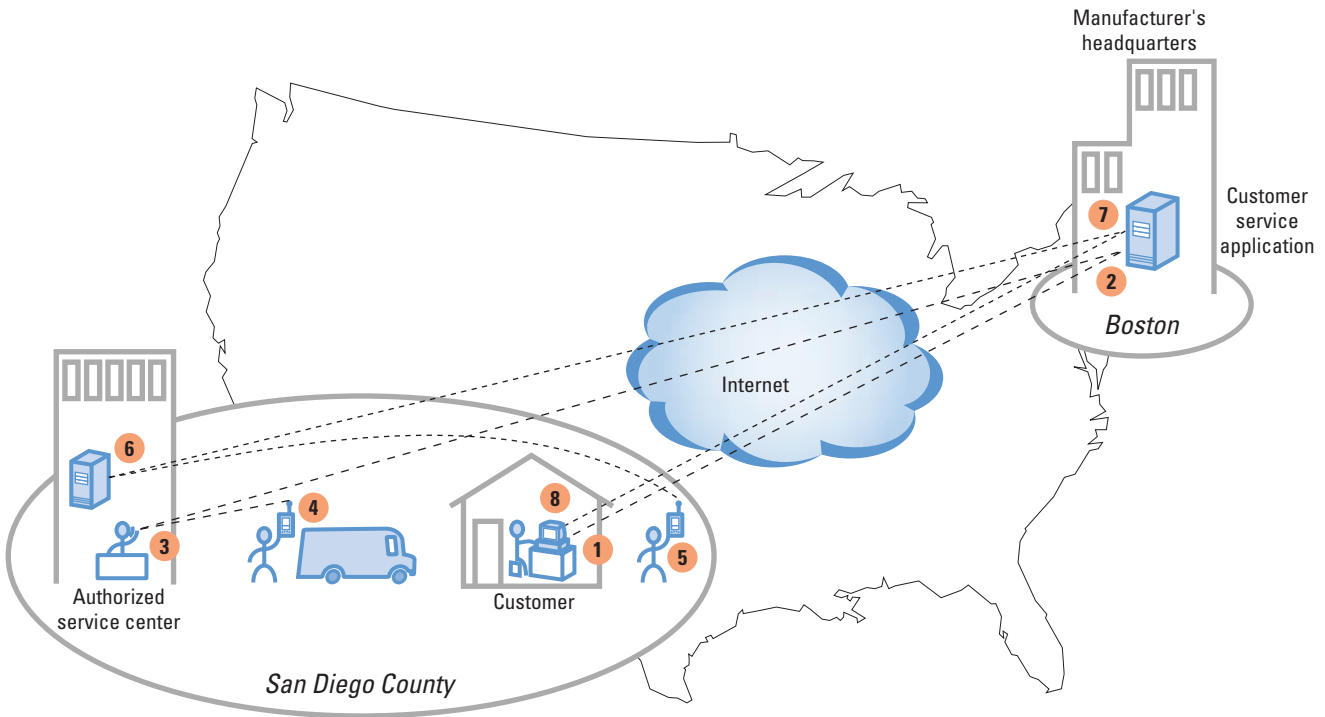 Manufacturer's
headquarters
7
Customer
service
application
2
Boston
Internet
6
4
8
3
1
5
Authorized
service center
Customer
San Diego County